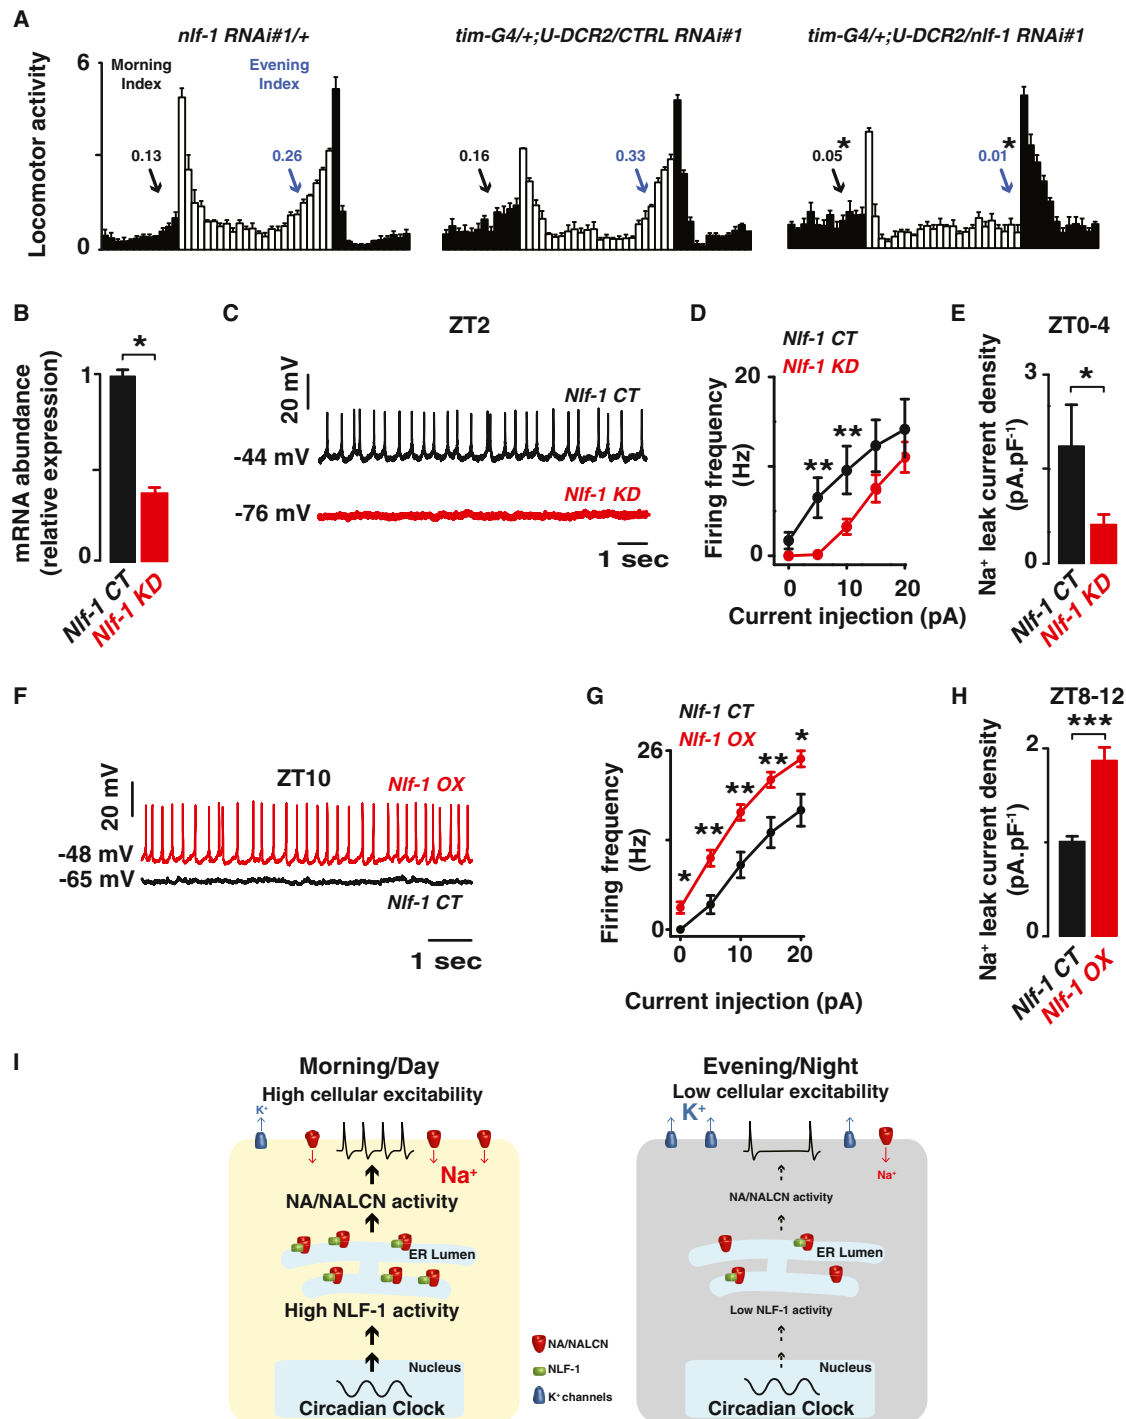 A
nlf-1 RNAi#1/+
tim-G4/+;U-DCR2/CTRL RNAi#1
tim-G4/+;U-DCR2/nlf-1 RNAi#1
Locomotor activity
6
3
0
Morning
Index
Evening
Index
0.13
0.26
0.16
0.33
0.05
*
0.01
*
B
mRNA abundance
(relative expression)
1
0
*
Nlf-1 CT
Nlf-1 KD
C
ZT2
20 mV
Nlf-1 CT
-44 mV
Nlf-1 KD
-76 mV
1 sec
D
Nlf-1 CT
Nlf-1 KD
Firing frequency
(Hz)
20
0
**
**
0
10
20
Current injection (pA)
E
ZT0-4
Na⁺ leak current density
(pA.pF⁻¹)
3
0
*
Nlf-1 CT
Nlf-1 KD
F
20 mV
ZT10
Nlf-1 OX
-48 mV
-65 mV
Nlf-1 CT
1 sec
G
Nlf-1 CT
Nlf-1 OX
Firing frequency
(Hz)
26
0
*
**
**
**
*
0
10
20
Current injection (pA)
H
ZT8-12
***
Na⁺ leak current density
(pA.pF⁻¹)
2
0
Nlf-1 CT
Nlf-1 OX
I
Morning/Day
High cellular excitability
K⁺
Na⁺
NA/NALCN activity
ER Lumen
High NLF-1 activity
Nucleus
Circadian Clock
NA/NALCN
NLF-1
K⁺ channels
Evening/Night
Low cellular excitability
K⁺
Na⁺
NA/NALCN activity
ER Lumen
Low NLF-1 activity
Nucleus
Circadian Clock